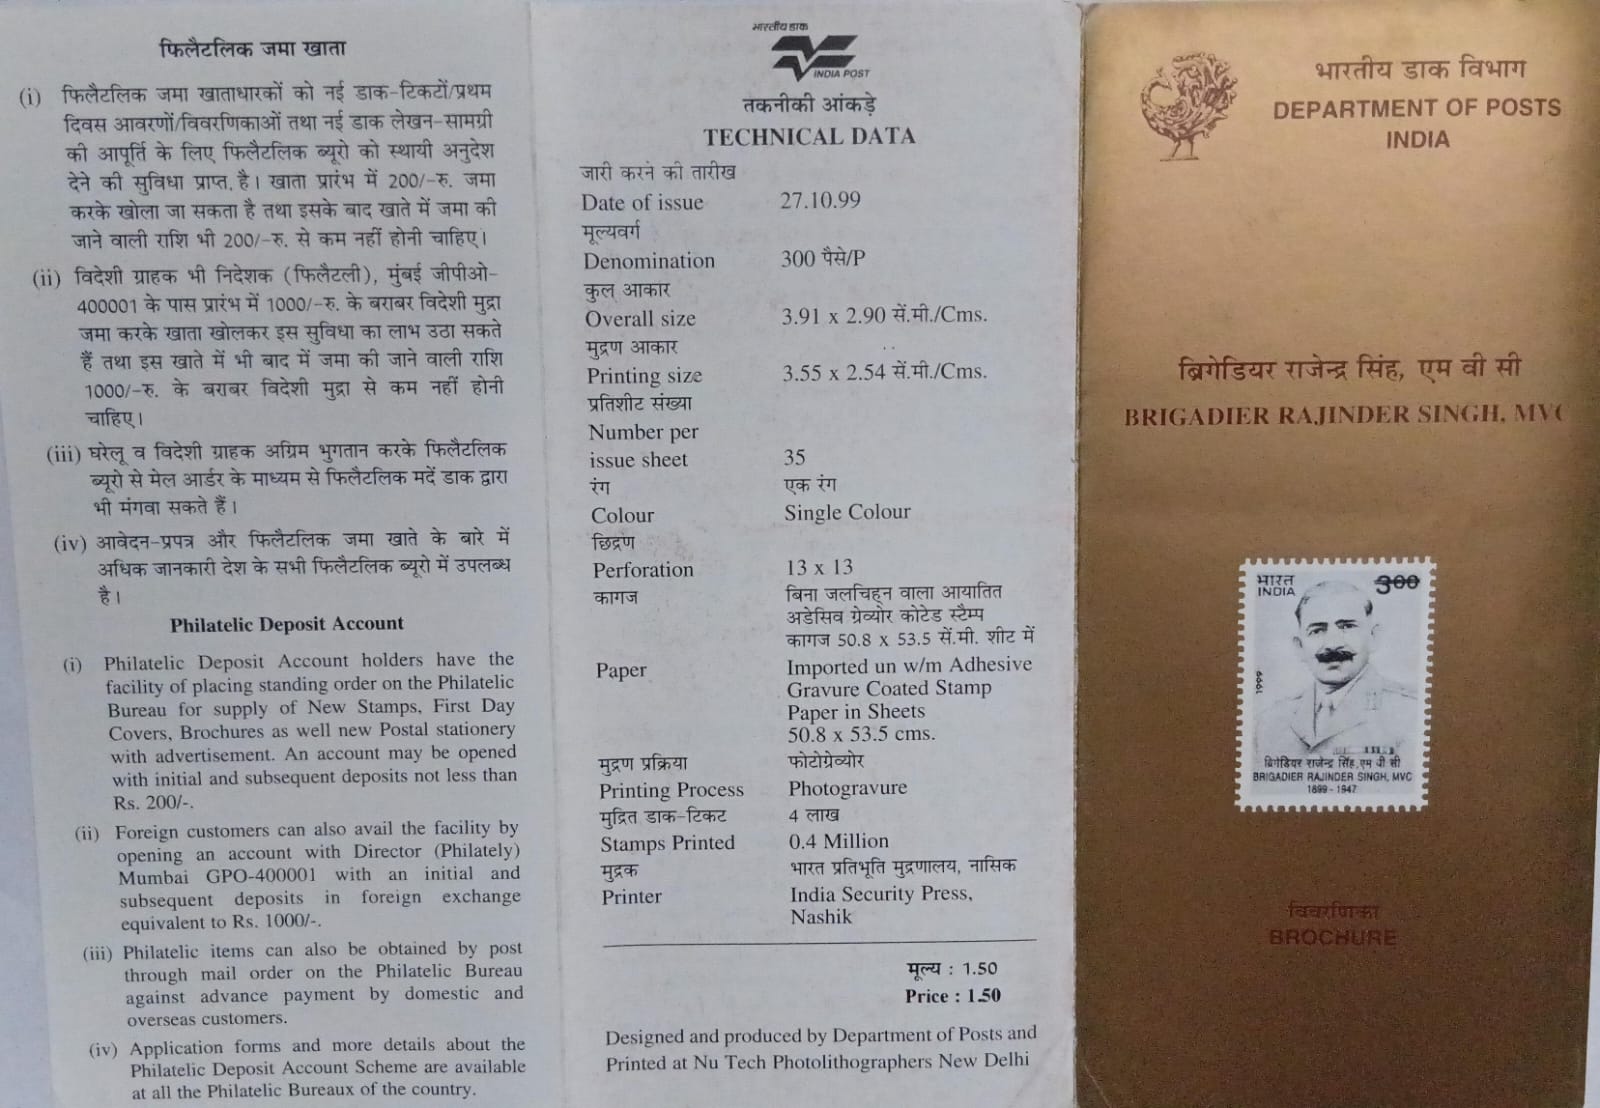 फिलैटलिक जमा खाता
(i) फिलैटलिक जमा खाताधारकों को नई डाक-टिकटों/प्रथम
दिवस आवरणों/विवरणिकाओं तथा नई डाक लेखन-सामग्री
की आपूर्ति के लिए फिलैटलिक ब्यूरो को स्थायी अनुदेश
देने की सुविधा प्राप्त है। खाता प्रारंभ में 200/-रु. जमा
करके खोला जा सकता है तथा इसके बाद खाते में जमा की
जाने वाली राशि भी 200/-रु. से कम नहीं होनी चाहिए।
(ii) विदेशी ग्राहक भी निदेशक (फिलैटली), मुंबई जीपीओ-
400001 के पास प्रारंभ में 1000/-रु. के बराबर विदेशी मुद्रा
जमा करके खाता खोलकर इस सुविधा का लाभ उठा सकते
हैं तथा इस खाते में भी बाद में जमा की जाने वाली राशि
1000/-रु. के बराबर विदेशी मुद्रा से कम नहीं होनी
चाहिए।
(iii) घरेलू व विदेशी ग्राहक अग्रिम भुगतान करके फिलैटलिक
ब्यूरो से मेल आर्डर के माध्यम से फिलैटलिक मदें डाक द्वारा
भी मंगवा सकते हैं।
(iv) आवेदन-प्रपत्र और फिलैटलिक जमा खाते के बारे में
अधिक जानकारी देश के सभी फिलैटलिक ब्यूरो में उपलब्ध
है।
Philatelic Deposit Account
(i) Philatelic Deposit Account holders have the
facility of placing standing order on the Philatelic
Bureau for supply of New Stamps, First Day
Covers, Brochures as well new Postal stationery
with advertisement. An account may be opened
with initial and subsequent deposits not less than
Rs. 200/-.
(ii) Foreign customers can also avail the facility by
opening an account with Director (Philately)
Mumbai GPO-400001 with an initial and
subsequent deposits in foreign exchange
equivalent to Rs. 1000/-.
(iii) Philatelic items can also be obtained by post
through mail order on the Philatelic Bureau
against advance payment by domestic and
overseas customers.
(iv) Application forms and more details about the
Philatelic Deposit Account Scheme are available
at all the Philatelic Bureaux of the country.
भारतीय डाक
INDIA POST
तकनीकी आंकड़े
TECHNICAL DATA
जारी करने की तारीख
Date of issue 27.10.99
मूल्यवर्ग
Denomination 300 पैसे/P
कुल आकार
Overall size 3.91 x 2.90 सें.मी./Cms.
मुद्रण आकार
Printing size 3.55 x 2.54 सें.मी./Cms.
प्रतिशीट संख्या
Number per
issue sheet 35
रंग एक रंग
Colour Single Colour
छिद्रण
Perforation 13 x 13
कागज बिना जलचिहन वाला आयातित
अडेसिव ग्रेव्योर कोटेड स्टैम्प
कागज 50.8 x 53.5 सें.मी. शीट में
Paper Imported un w/m Adhesive
Gravure Coated Stamp
Paper in Sheets
50.8 x 53.5 cms.
मुद्रण प्रक्रिया फोटोग्रेव्योर
Printing Process Photogravure
मुद्रित डाक-टिकट 4 लाख
Stamps Printed 0.4 Million
मुद्रक भारत प्रतिभूति मुद्रणालय, नासिक
Printer India Security Press,
Nashik
मूल्य : 1.50
Price : 1.50
Designed and produced by Department of Posts and
Printed at Nu Tech Photolithographers New Delhi
भारतीय डाक विभाग
DEPARTMENT OF POSTS
INDIA
ब्रिगेडियर राजेन्द्र सिंह, एम वी सी
BRIGADIER RAJINDER SINGH, MVC
भारत 300
INDIA
1999
ब्रिगेडियर राजेन्द्र सिंह, एम वी सी
BRIGADIER RAJINDER SINGH, MVC
1899 - 1947
विवरणिका
BROCHURE